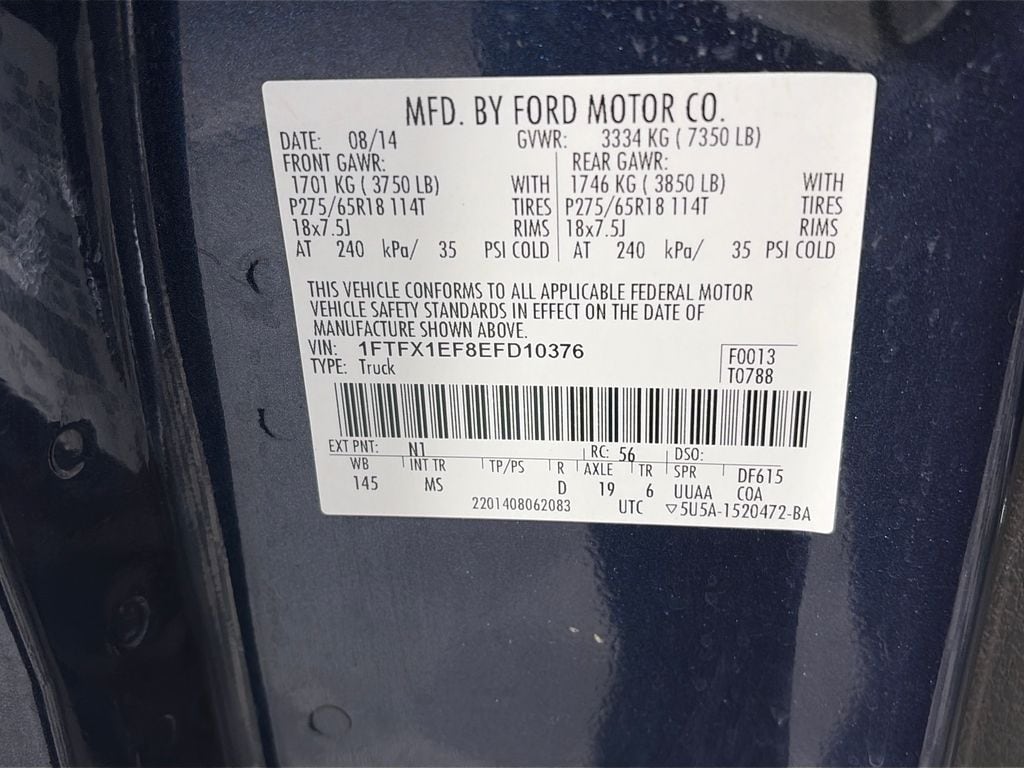 MFD. BY FORD MOTOR CO.
DATE: 08/14 GVWR: 3334 KG ( 7350 LB)
FRONT GAWR: REAR GAWR:
1701 KG ( 3750 LB) WITH 1746 KG ( 3850 LB) WITH
P275/65R18 114T TIRES P275/65R18 114T TIRES
18x7.5J RIMS 18x7.5J RIMS
AT 240 kPa/ 35 PSI COLD AT 240 kPa/ 35 PSI COLD
THIS VEHICLE CONFORMS TO ALL APPLICABLE FEDERAL MOTOR
VEHICLE SAFETY STANDARDS IN EFFECT ON THE DATE OF
MANUFACTURE SHOWN ABOVE.
VIN: 1FTFX1EF8EFD10376 F0013
TYPE: Truck T0788
EXT PNT: N1 RC: 56 DSO:
WB INT TR TP/PS R AXLE TR SPR DF615
145 MS D 19 6 UUAA COA
2201408062083 UTC ▽5U5A-1520472-BA